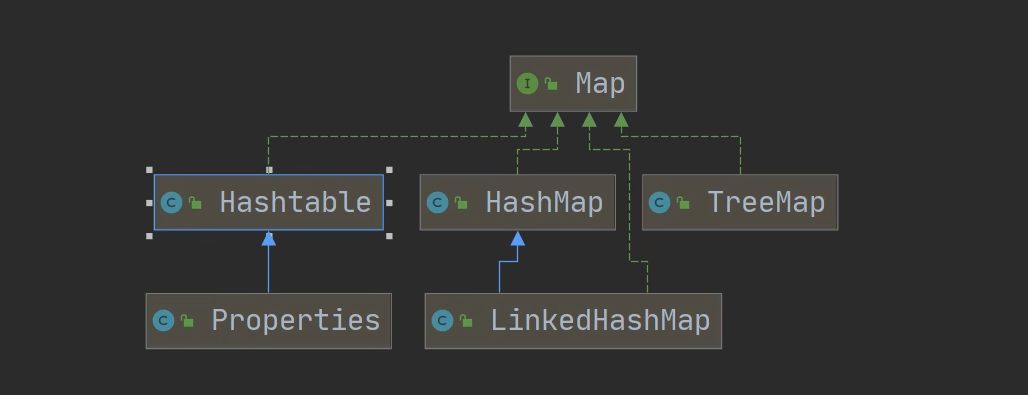 I Map
C Hashtable
C HashMap
C TreeMap
C Properties
C LinkedHashMap